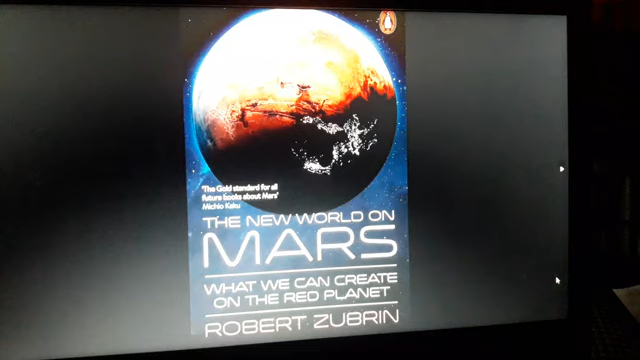 'The Gold standard for all
future books about Mars'
Michio Kaku
THE NEW WORLD ON
MARS
WHAT WE CAN CREATE
ON THE RED PLANET
ROBERT ZUBRIN